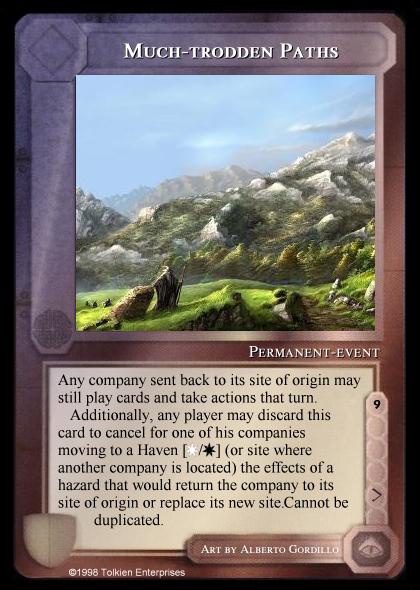 Much-trodden Paths
Permanent-event
Any company sent back to its site of origin may
still play cards and take actions that turn.
Additionally, any player may discard this
card to cancel for one of his companies
moving to a Haven [☀/☀] (or site where
another company is located) the effects of a
hazard that would return the company to its
site of origin or replace its new site.Cannot be
duplicated.
9
>
Art by Alberto Gordillo
©1998 Tolkien Enterprises